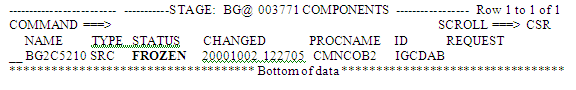 --------------------- -----------STAGE: BG@ 003771 COMPONENTS ---------------- Row 1 to 1 of 1
COMMAND ===> SCROLL ===> CSR
NAME TYPE STATUS CHANGED PROCNAME ID REQUEST
__ BG2C5210 SRC FROZEN 20001002 122705 CMNCOB2 IGCDAB
********************************** Bottom of data *******************************